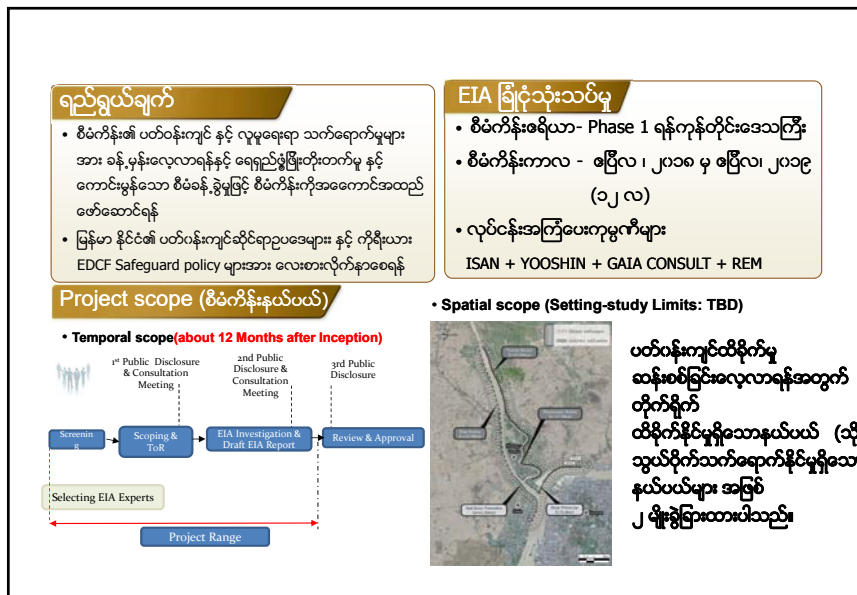 ရည်ရွယ်ချက်
• စီမံကိန်း၏ ပတ်ဝန်းကျင် နှင့် လူမူရေးရာ သက်ရောက်မှုများ
အား ခန့်မှန်းလေ့လာရန်နှင့် ရေရှည်ဖွံ့ဖြိုးတိုးတက်မှု နှင့်
ကောင်းမွန်သော စီမံခန့်ခွဲမှုဖြင့် စီမံကိန်းကိုအကောင်အထည်
ဖော်ဆောင်ရန်
• မြန်မာ နိုင်ငံ၏ ပတ်ဂန်းကျင်ဆိုင်ရာဥပဒေများး နှင့် ကိုရီးယား
EDCF Safeguard policy များအား လေးစားလိုက်နာစေရန်
EIA ခြုံငုံသုံးသပ်မှု
• စီမံကိန်းဧရိယာ- Phase 1 ရန်ကုန်တိုင်းဒေသကြီး
• စီမံကိန်းကာလ - ဧပြီလ ၊ ၂၀၁၈ မှ ဧပြီလ၊ ၂၀၁၉
(၁၂ လ)
• လုပ်ငန်းအကြံပေးကုမ္ပဏီများ
ISAN + YOOSHIN + GAIA CONSULT + REM
Project scope (စီမံကိန်းနယ်ပယ်)
• Temporal scope(about 12 Months after Inception)
1st Public Disclosure
& Consultation
Meeting
2nd Public
Disclosure &
Consultation
Meeting
3rd Public
Disclosure
Screenin
g
Scoping &
ToR
EIA Investigation &
Draft EIA Report
Review & Approval
Selecting EIA Experts
Project Range
• Spatial scope (Setting-study Limits: TBD)
ပတ်ဂန်းကျင်ထိခိုက်မှု
ဆန်းစစ်ခြင်းလေ့လာရန်အတွက်
တိုက်ရိုက်
ထိခိုက်နိုင်မှုရှိသောနယ်ပယ် (သို
သွယ်ဝိုက်သက်ရောက်နိုင်မှုရှိသော
နယ်ပယ်များ အဖြစ်
၂ မျိုးခွဲခြားထားပါသည်။